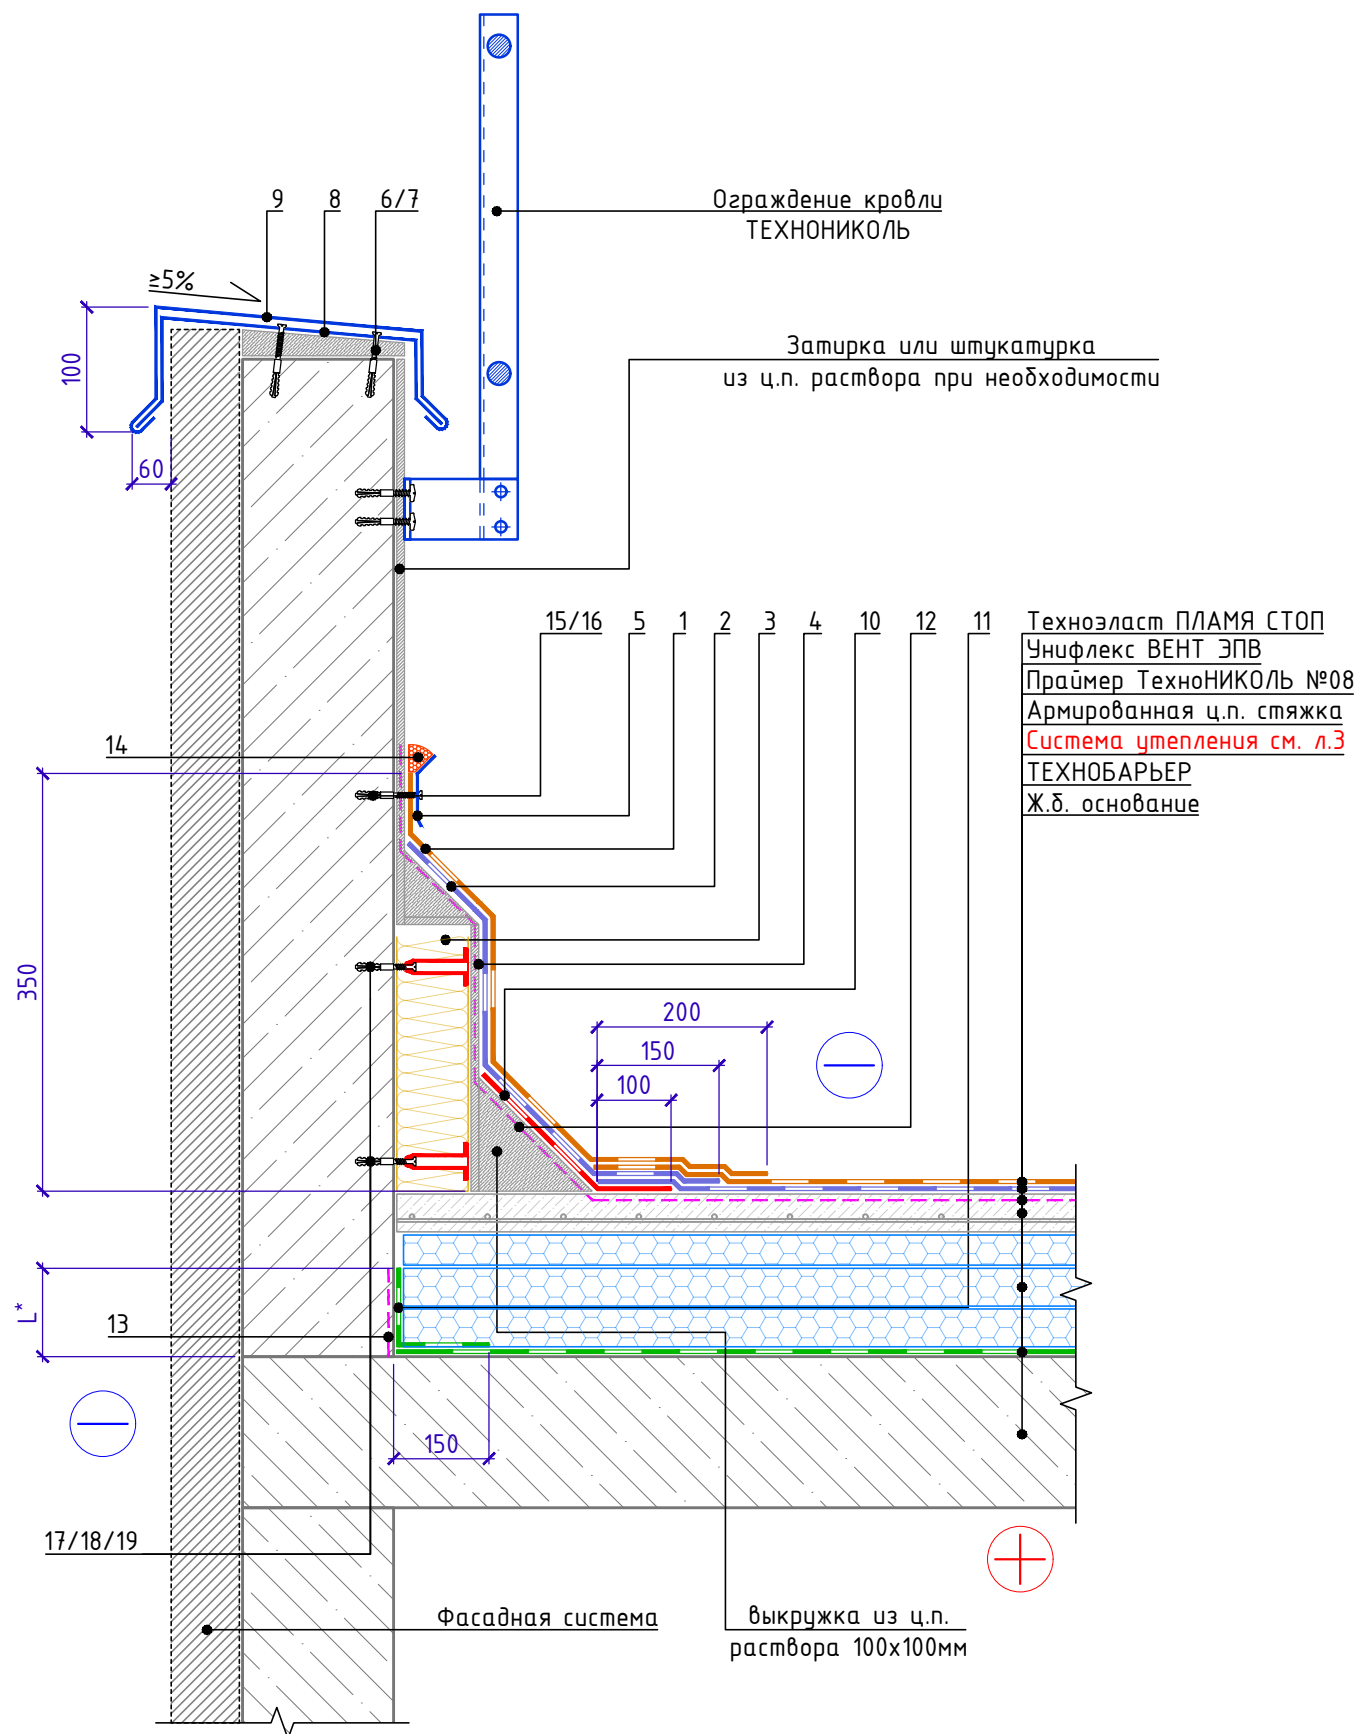 9
8
6/7
Ограждение кровли
ТЕХНОНИКОЛЬ
≥5%
100
60
Затирка или штукатурка
из ц.п. раствора при необходимости
15/16
5
1
2
3
4
10
12
11
Техноэласт ПЛАМЯ СТОП
Унифлекс ВЕНТ ЭПВ
Праймер ТехноНИКОЛЬ №08
Армированная ц.п. стяжка
Система утепления см. л.3
ТЕХНОБАРЬЕР
Ж.б. основание
14
350
200
150
100
L*
13
150
17/18/19
Фасадная система
выкружка из ц.п.
раствора 100х100мм